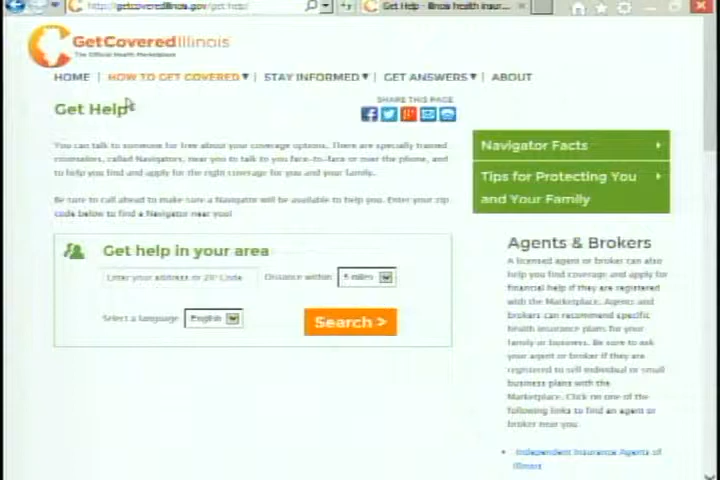 http://getcoveredillinois.gov/get-help/
Get Help - Illinois health insur...
GetCoveredIllinois
The Official Health Marketplace
HOME | HOW TO GET COVERED | STAY INFORMED | GET ANSWERS | ABOUT
Get Help
SHARE THIS PAGE
You can talk to someone for free about your coverage options. There are specially trained
counselors, called Navigators, near you to talk to you face-to-face or over the phone, and
to help you find and apply for the right coverage for you and your family.
Be sure to call ahead to make sure a Navigator will be available to help you. Enter your zip
code below to find a Navigator near you!
Get help in your area
Enter your address or ZIP Code
Distance within
5 miles
Select a language
English
Search >
Navigator Facts
Tips for Protecting You
and Your Family
Agents & Brokers
A licensed agent or broker can also
help you find coverage and apply for
financial help if they are registered
with the Marketplace. Agents and
brokers can recommend specific
health insurance plans for your
family or business. Be sure to ask
your agent or broker if they are
registered to sell individual or small
business plans with the
Marketplace. Click on one of the
following links to find an agent or
broker near you.
Independent Insurance Agents of
Illinois